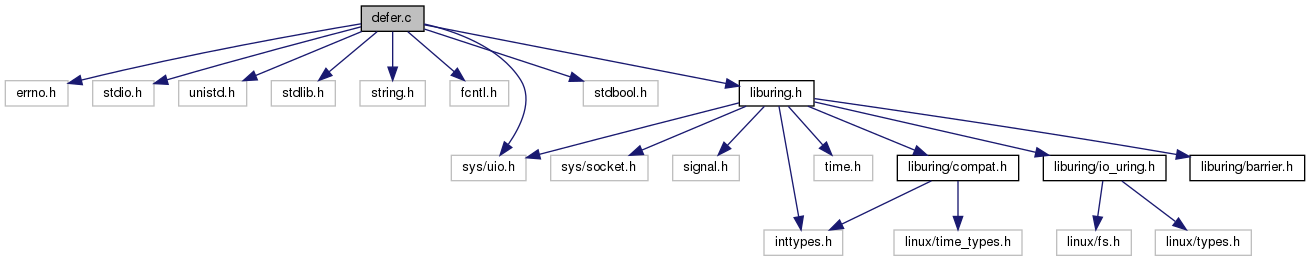 defer.c
errno.h
stdio.h
unistd.h
stdlib.h
string.h
fcntl.h
stdbool.h
liburing.h
sys/uio.h
sys/socket.h
signal.h
time.h
liburing/compat.h
liburing/io_uring.h
liburing/barrier.h
inttypes.h
linux/time_types.h
linux/fs.h
linux/types.h